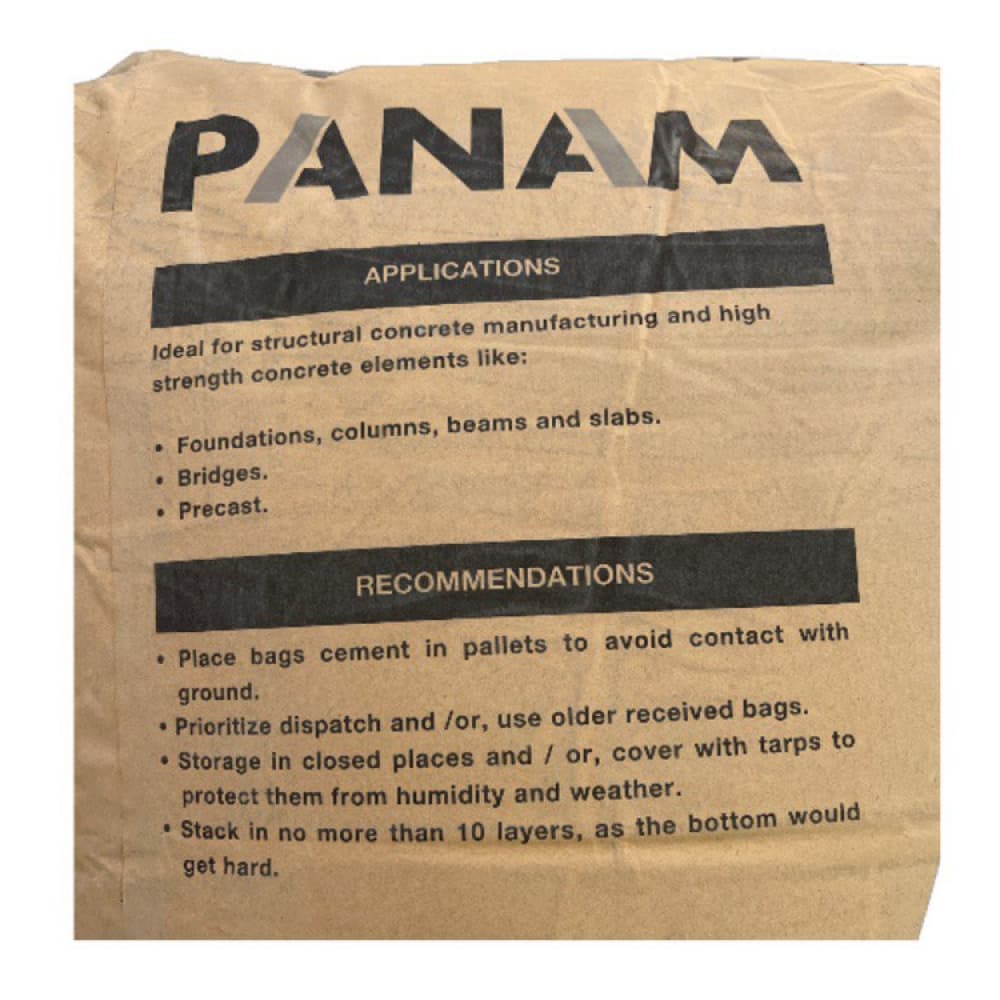 PANAM
APPLICATIONS
Ideal for structural concrete manufacturing and high
strength concrete elements like:
• Foundations, columns, beams and slabs.
• Bridges.
• Precast.
RECOMMENDATIONS
• Place bags cement in pallets to avoid contact with
ground.
• Prioritize dispatch and /or, use older received bags.
• Storage in closed places and / or, cover with tarps to
protect them from humidity and weather.
• Stack in no more than 10 layers, as the bottom would
get hard.